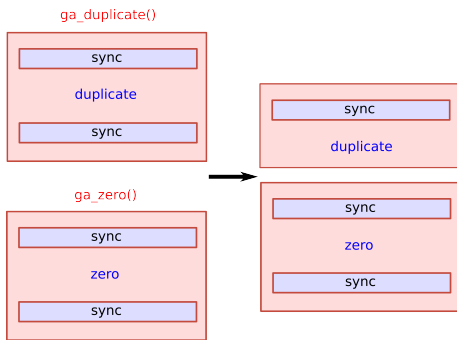 ga_duplicate()
sync
duplicate
sync
ga_zero()
sync
zero
sync
sync
duplicate
sync
zero
sync